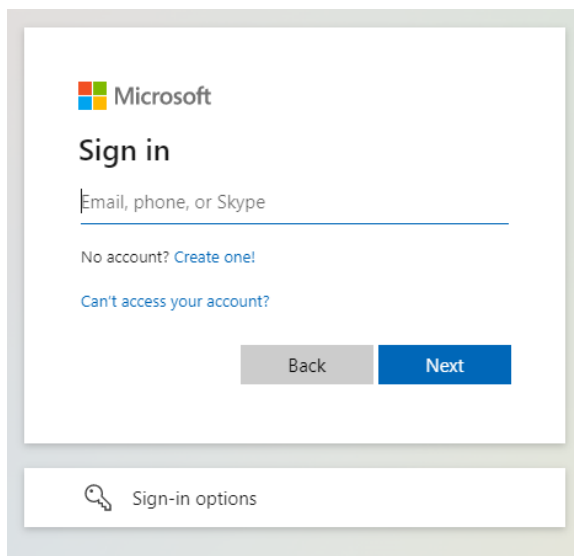 Microsoft
Sign in
Email, phone, or Skype
No account? Create one!
Can't access your account?
Back Next
Sign-in options